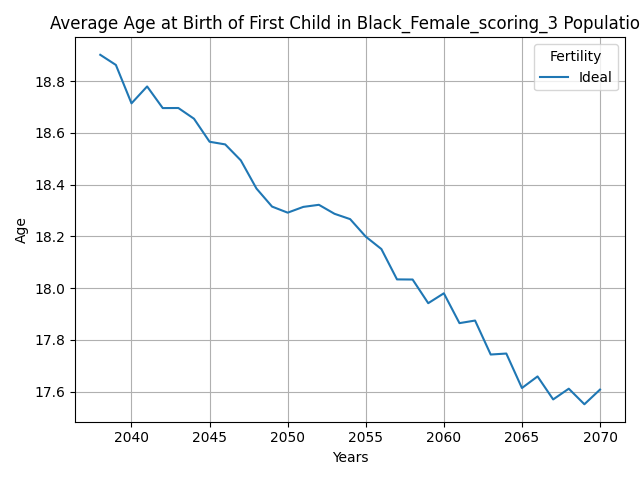 Average Age at Birth of First Child in Black_Female_scoring_3 Populatio
Fertility
Ideal
Age
18.8
18.6
18.4
18.2
18.0
17.8
17.6
2040 2045 2050 2055 2060 2065 2070
Years